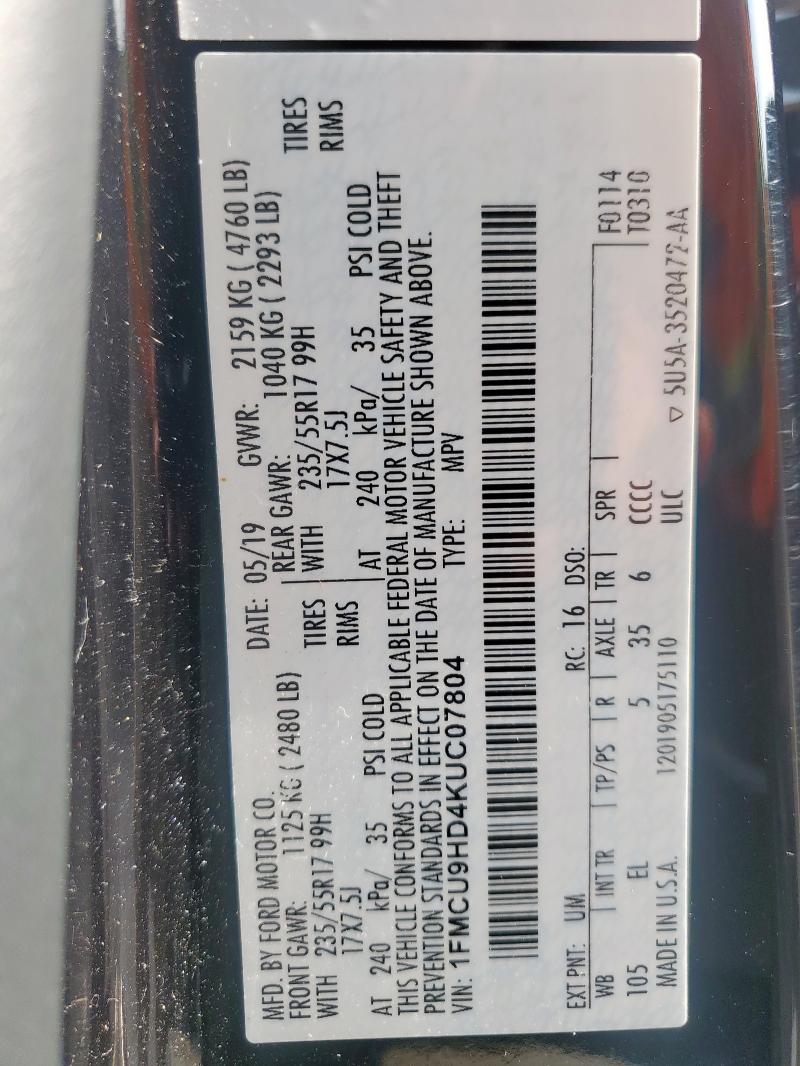 MFD. BY FORD MOTOR CO. DATE: 05/19 GVWR: 2159 KG ( 4760 LB)
FRONT GAWR: 1125 KG ( 2480 LB) REAR GAWR: 1040 KG ( 2293 LB)
WITH 235/55R17 99H TIRES WITH 235/55R17 99H TIRES
17X7.5J RIMS 17X7.5J RIMS
AT 240 kPa/ 35 PSI COLD AT 240 kPa/ 35 PSI COLD
THIS VEHICLE CONFORMS TO ALL APPLICABLE FEDERAL MOTOR VEHICLE SAFETY AND THEFT
PREVENTION STANDARDS IN EFFECT ON THE DATE OF MANUFACTURE SHOWN ABOVE.
VIN: 1FMCU9HD4KUC07804 TYPE: MPV
EXT PNT: UM RC: 16 DSO:
WB INT TR TP/PS R AXLE TR SPR F0114
105 EL 5 35 6 CCCC T0310
MADE IN U.S.A. 1201905175110 ULC ▽ 5U5A-3520472-AA